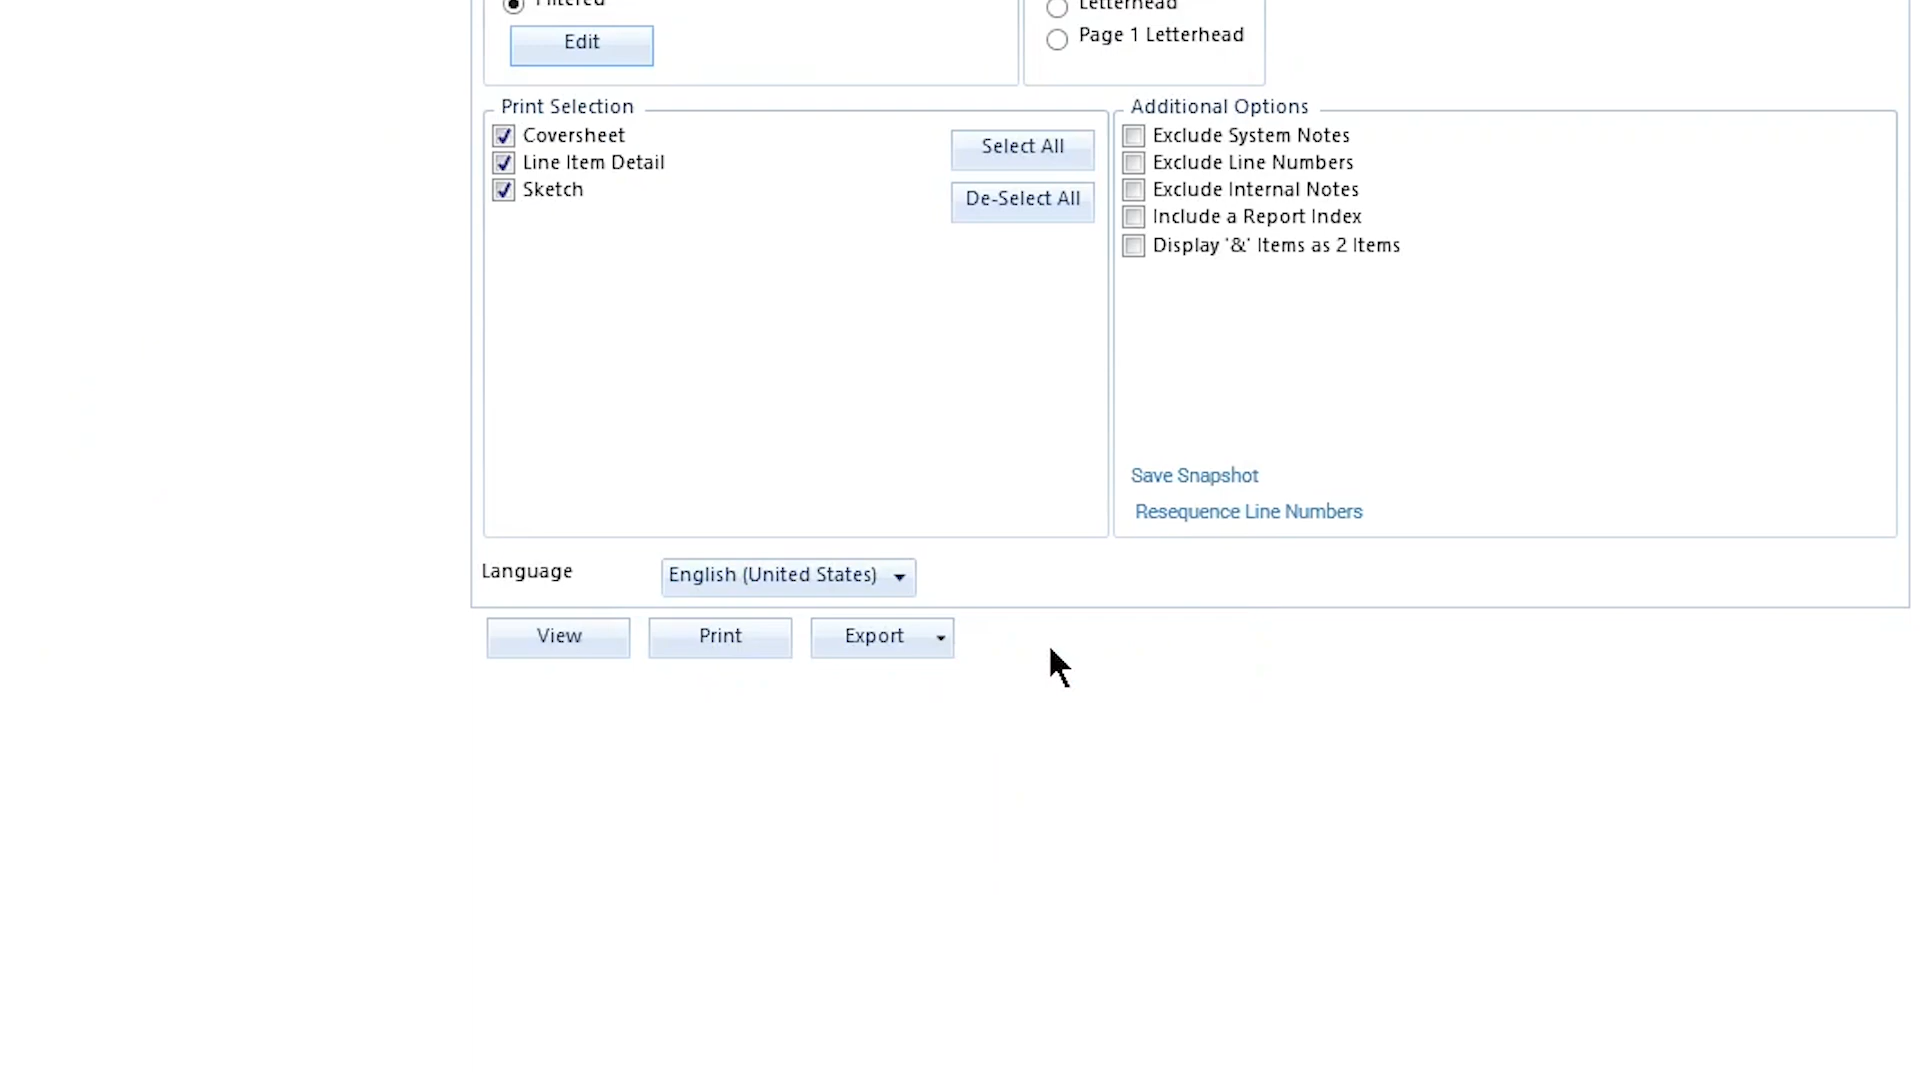 Filtered
Edit
Letterhead
Page 1 Letterhead
Print Selection
Coversheet
Line Item Detail
Sketch
Select All
De-Select All
Additional Options
Exclude System Notes
Exclude Line Numbers
Exclude Internal Notes
Include a Report Index
Display '&' Items as 2 Items
Save Snapshot
Resequence Line Numbers
Language
English (United States)
View
Print
Export